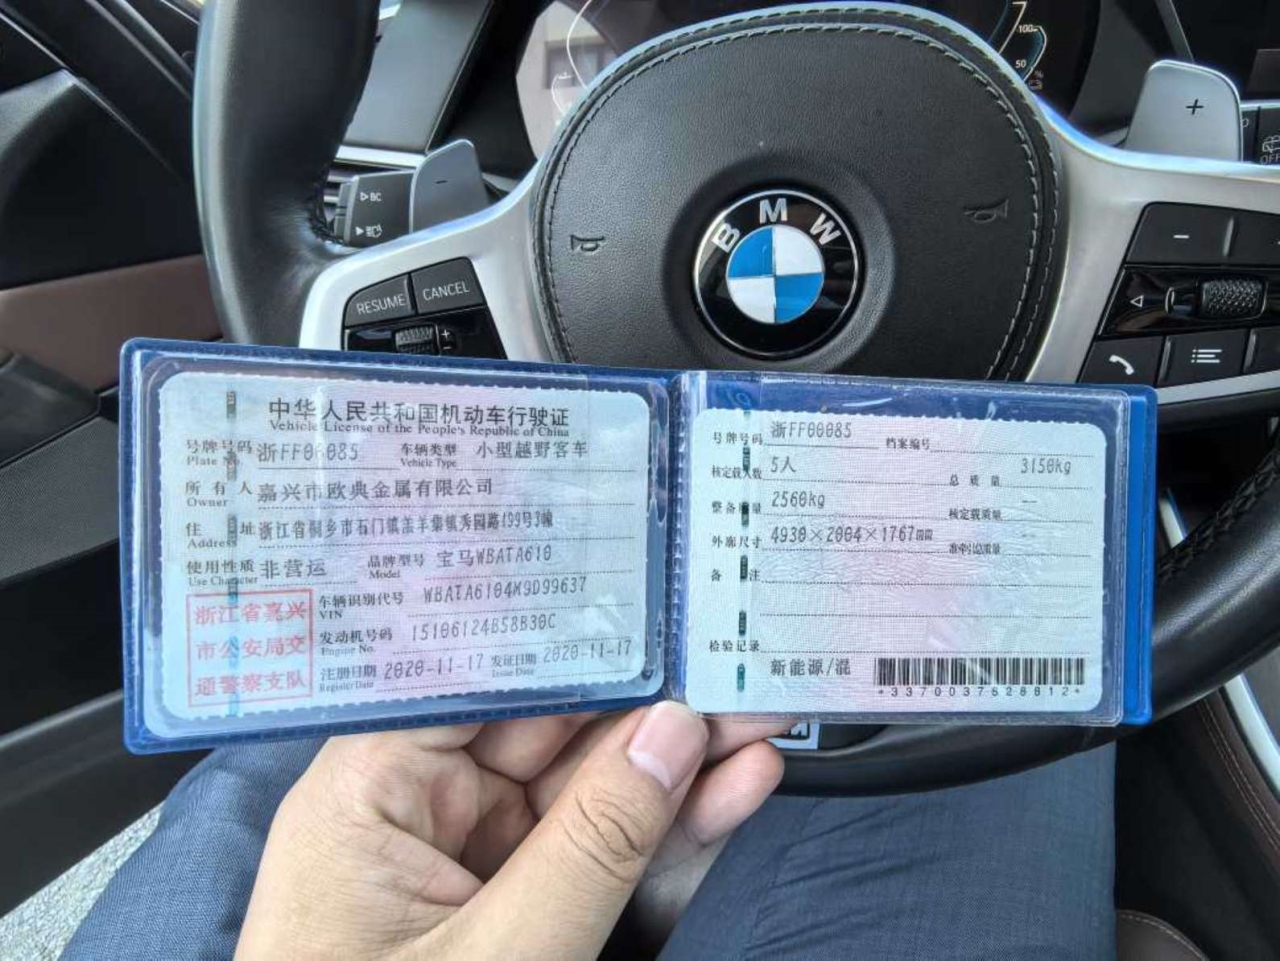 7
100
50
+
-
BC
OFF
BMW
RESUME
CANCEL
+
-
中华人民共和国机动车行驶证
Vehicle License of the People's Republic of China
号牌号码 浙FF00085 车辆类型 小型越野客车
Plate No. Vehicle Type
所有人 嘉兴市欧典金属有限公司
Owner
住址 浙江省桐乡市石门镇羔羊集镇秀园路199号3幢
Address
使用性质 非营运 品牌型号 宝马WBATA610
Use Character Model
浙江省嘉兴
市公安局交
通警察支队
车辆识别代号 WBATA6104M9D99637
VIN
发动机号码 15106124B58B30C
Engine No.
注册日期 2020-11-17 发证日期 2020-11-17
Register Date Issue Date
号牌号码 浙FF00085 档案编号
核定载人数 5人 总质量 3150kg
整备质量 2560kg 核定载质量 --
外廓尺寸 4930×2004×1767mm 准牵引总质量 --
备注
检验记录
新能源/混
*3370037628812*